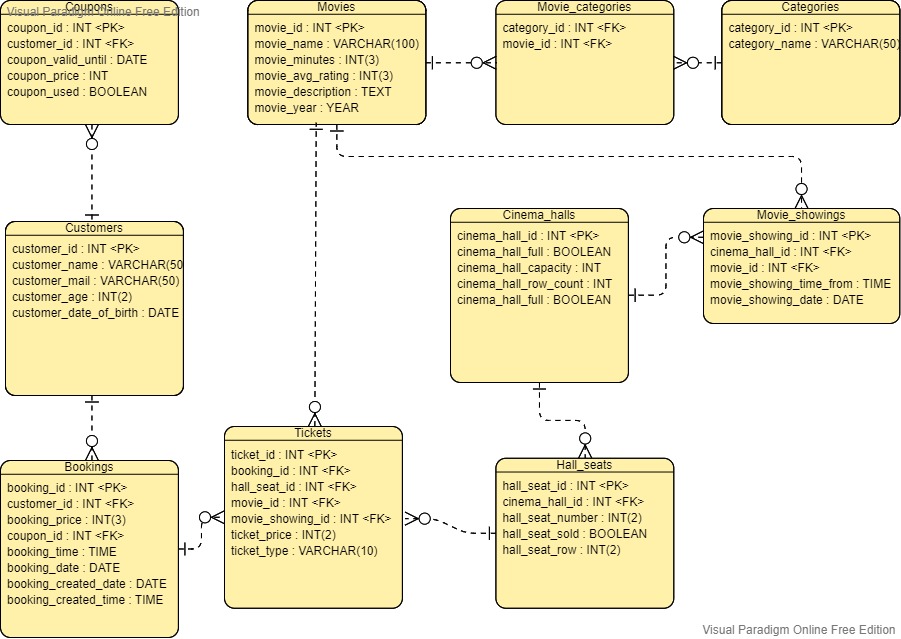 Visual Paradigm Online Free Edition
Coupons
coupon_id : INT <PK>
customer_id : INT <FK>
coupon_valid_until : DATE
coupon_price : INT
coupon_used : BOOLEAN
Movies
movie_id : INT <PK>
movie_name : VARCHAR(100)
movie_minutes : INT(3)
movie_avg_rating : INT(3)
movie_description : TEXT
movie_year : YEAR
Movie_categories
category_id : INT <FK>
movie_id : INT <FK>
Categories
category_id : INT <PK>
category_name : VARCHAR(50)
Customers
customer_id : INT <PK>
customer_name : VARCHAR(50
customer_mail : VARCHAR(50)
customer_age : INT(2)
customer_date_of_birth : DATE
Cinema_halls
cinema_hall_id : INT <PK>
cinema_hall_full : BOOLEAN
cinema_hall_capacity : INT
cinema_hall_row_count : INT
cinema_hall_full : BOOLEAN
Movie_showings
movie_showing_id : INT <PK>
cinema_hall_id : INT <FK>
movie_id : INT <FK>
movie_showing_time_from : TIME
movie_showing_date : DATE
Bookings
booking_id : INT <PK>
customer_id : INT <FK>
booking_price : INT(3)
coupon_id : INT <FK>
booking_time : TIME
booking_date : DATE
booking_created_date : DATE
booking_created_time : TIME
Tickets
ticket_id : INT <PK>
booking_id : INT <FK>
hall_seat_id : INT <FK>
movie_id : INT <FK>
movie_showing_id : INT <FK>
ticket_price : INT(2)
ticket_type : VARCHAR(10)
Hall_seats
hall_seat_id : INT <PK>
cinema_hall_id : INT <FK>
hall_seat_number : INT(2)
hall_seat_sold : BOOLEAN
hall_seat_row : INT(2)
Visual Paradigm Online Free Edition